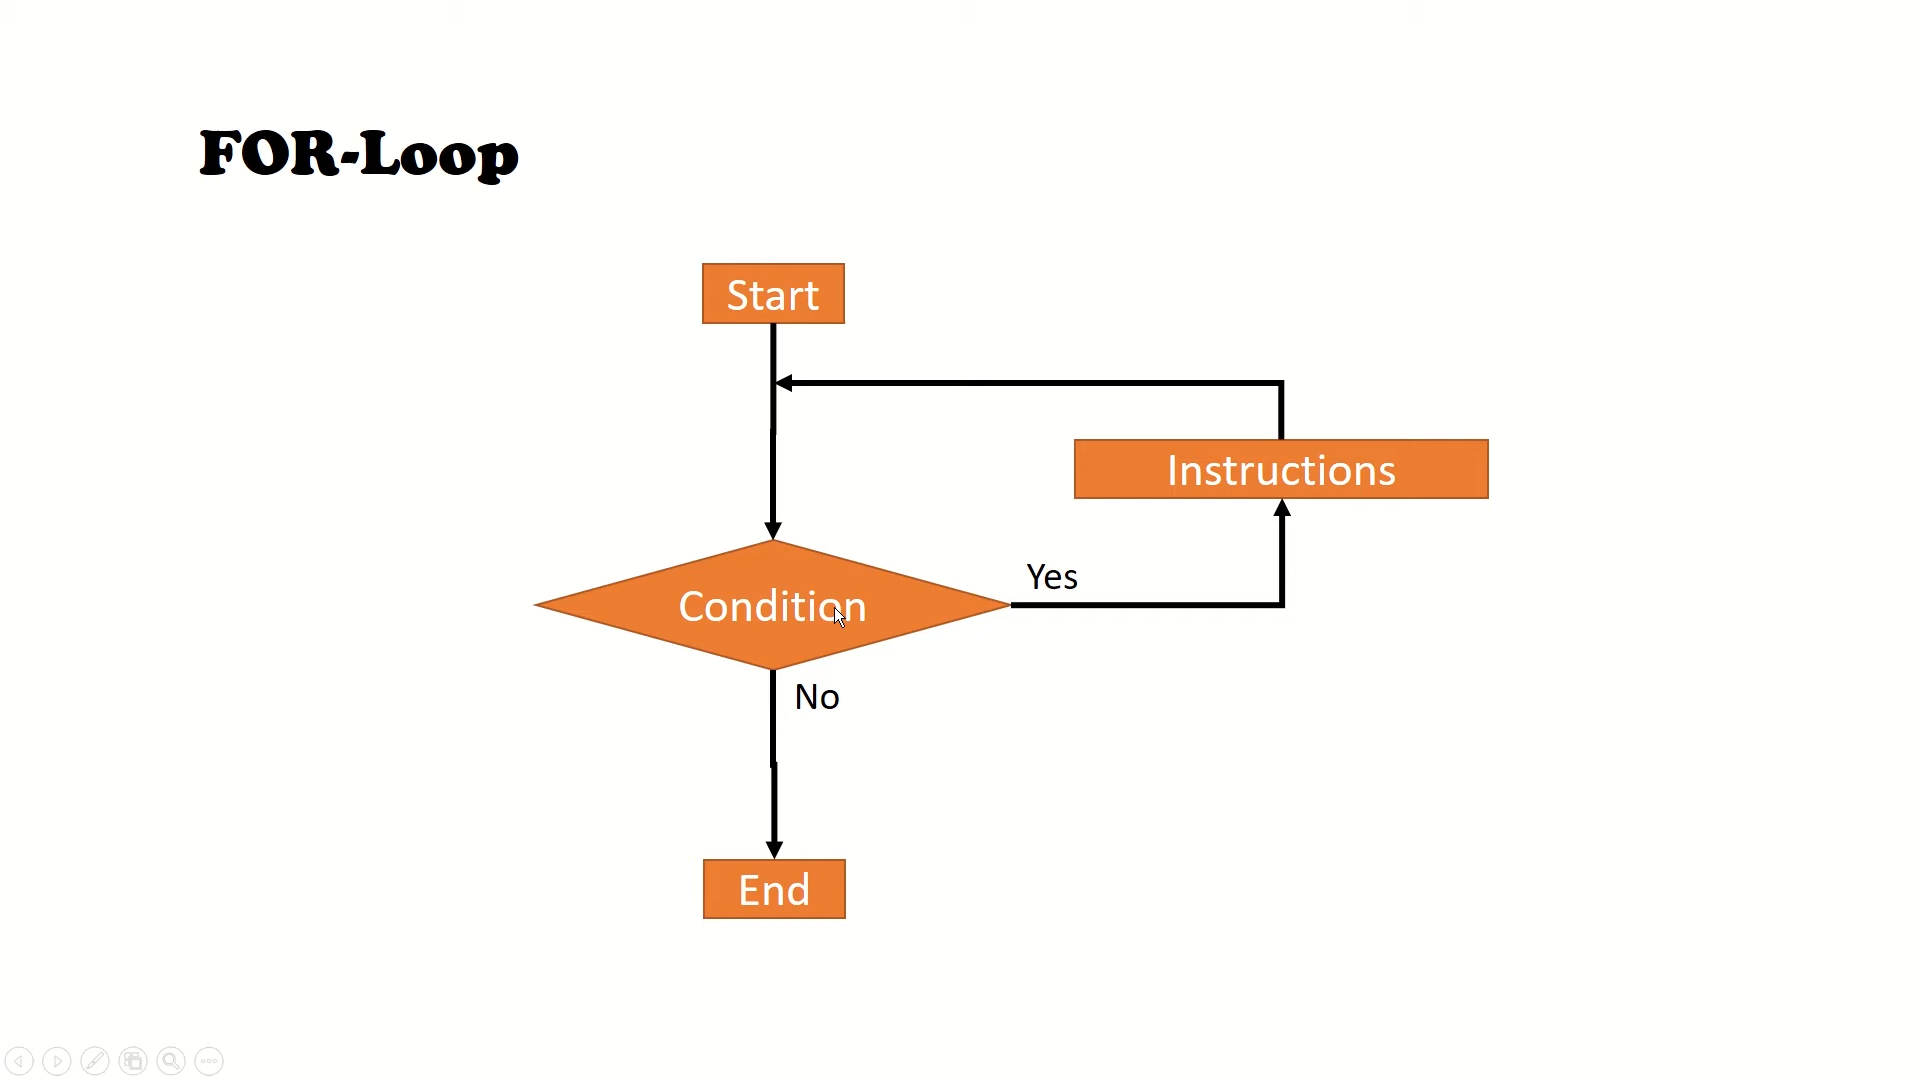 FOR-Loop
Start
Instructions
Yes
Condition
No
End